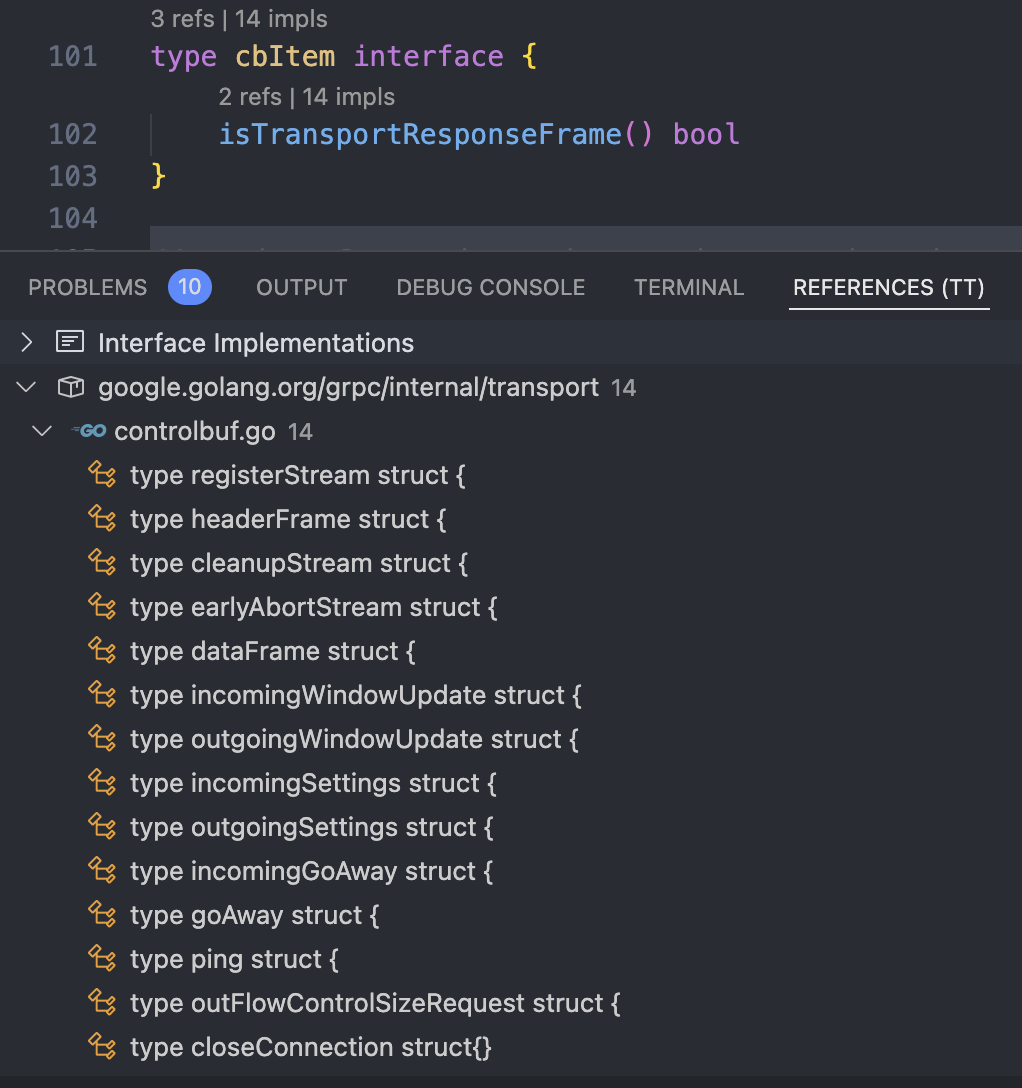 3 refs | 14 impls
101 type cbItem interface {
2 refs | 14 impls
102 isTransportResponseFrame() bool
103 }
104
PROBLEMS 10 OUTPUT DEBUG CONSOLE TERMINAL REFERENCES (TT)
Interface Implementations
google.golang.org/grpc/internal/transport 14
GO controlbuf.go 14
type registerStream struct {
type headerFrame struct {
type cleanupStream struct {
type earlyAbortStream struct {
type dataFrame struct {
type incomingWindowUpdate struct {
type outgoingWindowUpdate struct {
type incomingSettings struct {
type outgoingSettings struct {
type incomingGoAway struct {
type goAway struct {
type ping struct {
type outFlowControlSizeRequest struct {
type closeConnection struct{}